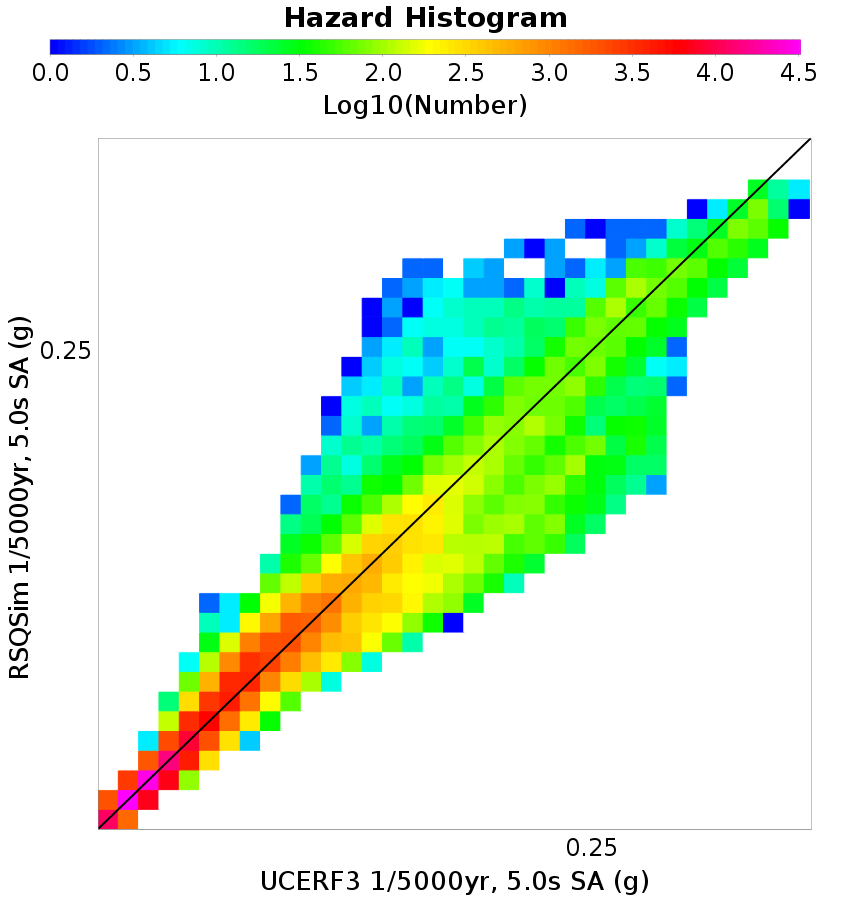 Hazard Histogram
0.0 0.5 1.0 1.5 2.0 2.5 3.0 3.5 4.0 4.5
Log10(Number)
RSQSim 1/5000yr, 5.0s SA (g)
0.25
0.25
UCERF3 1/5000yr, 5.0s SA (g)